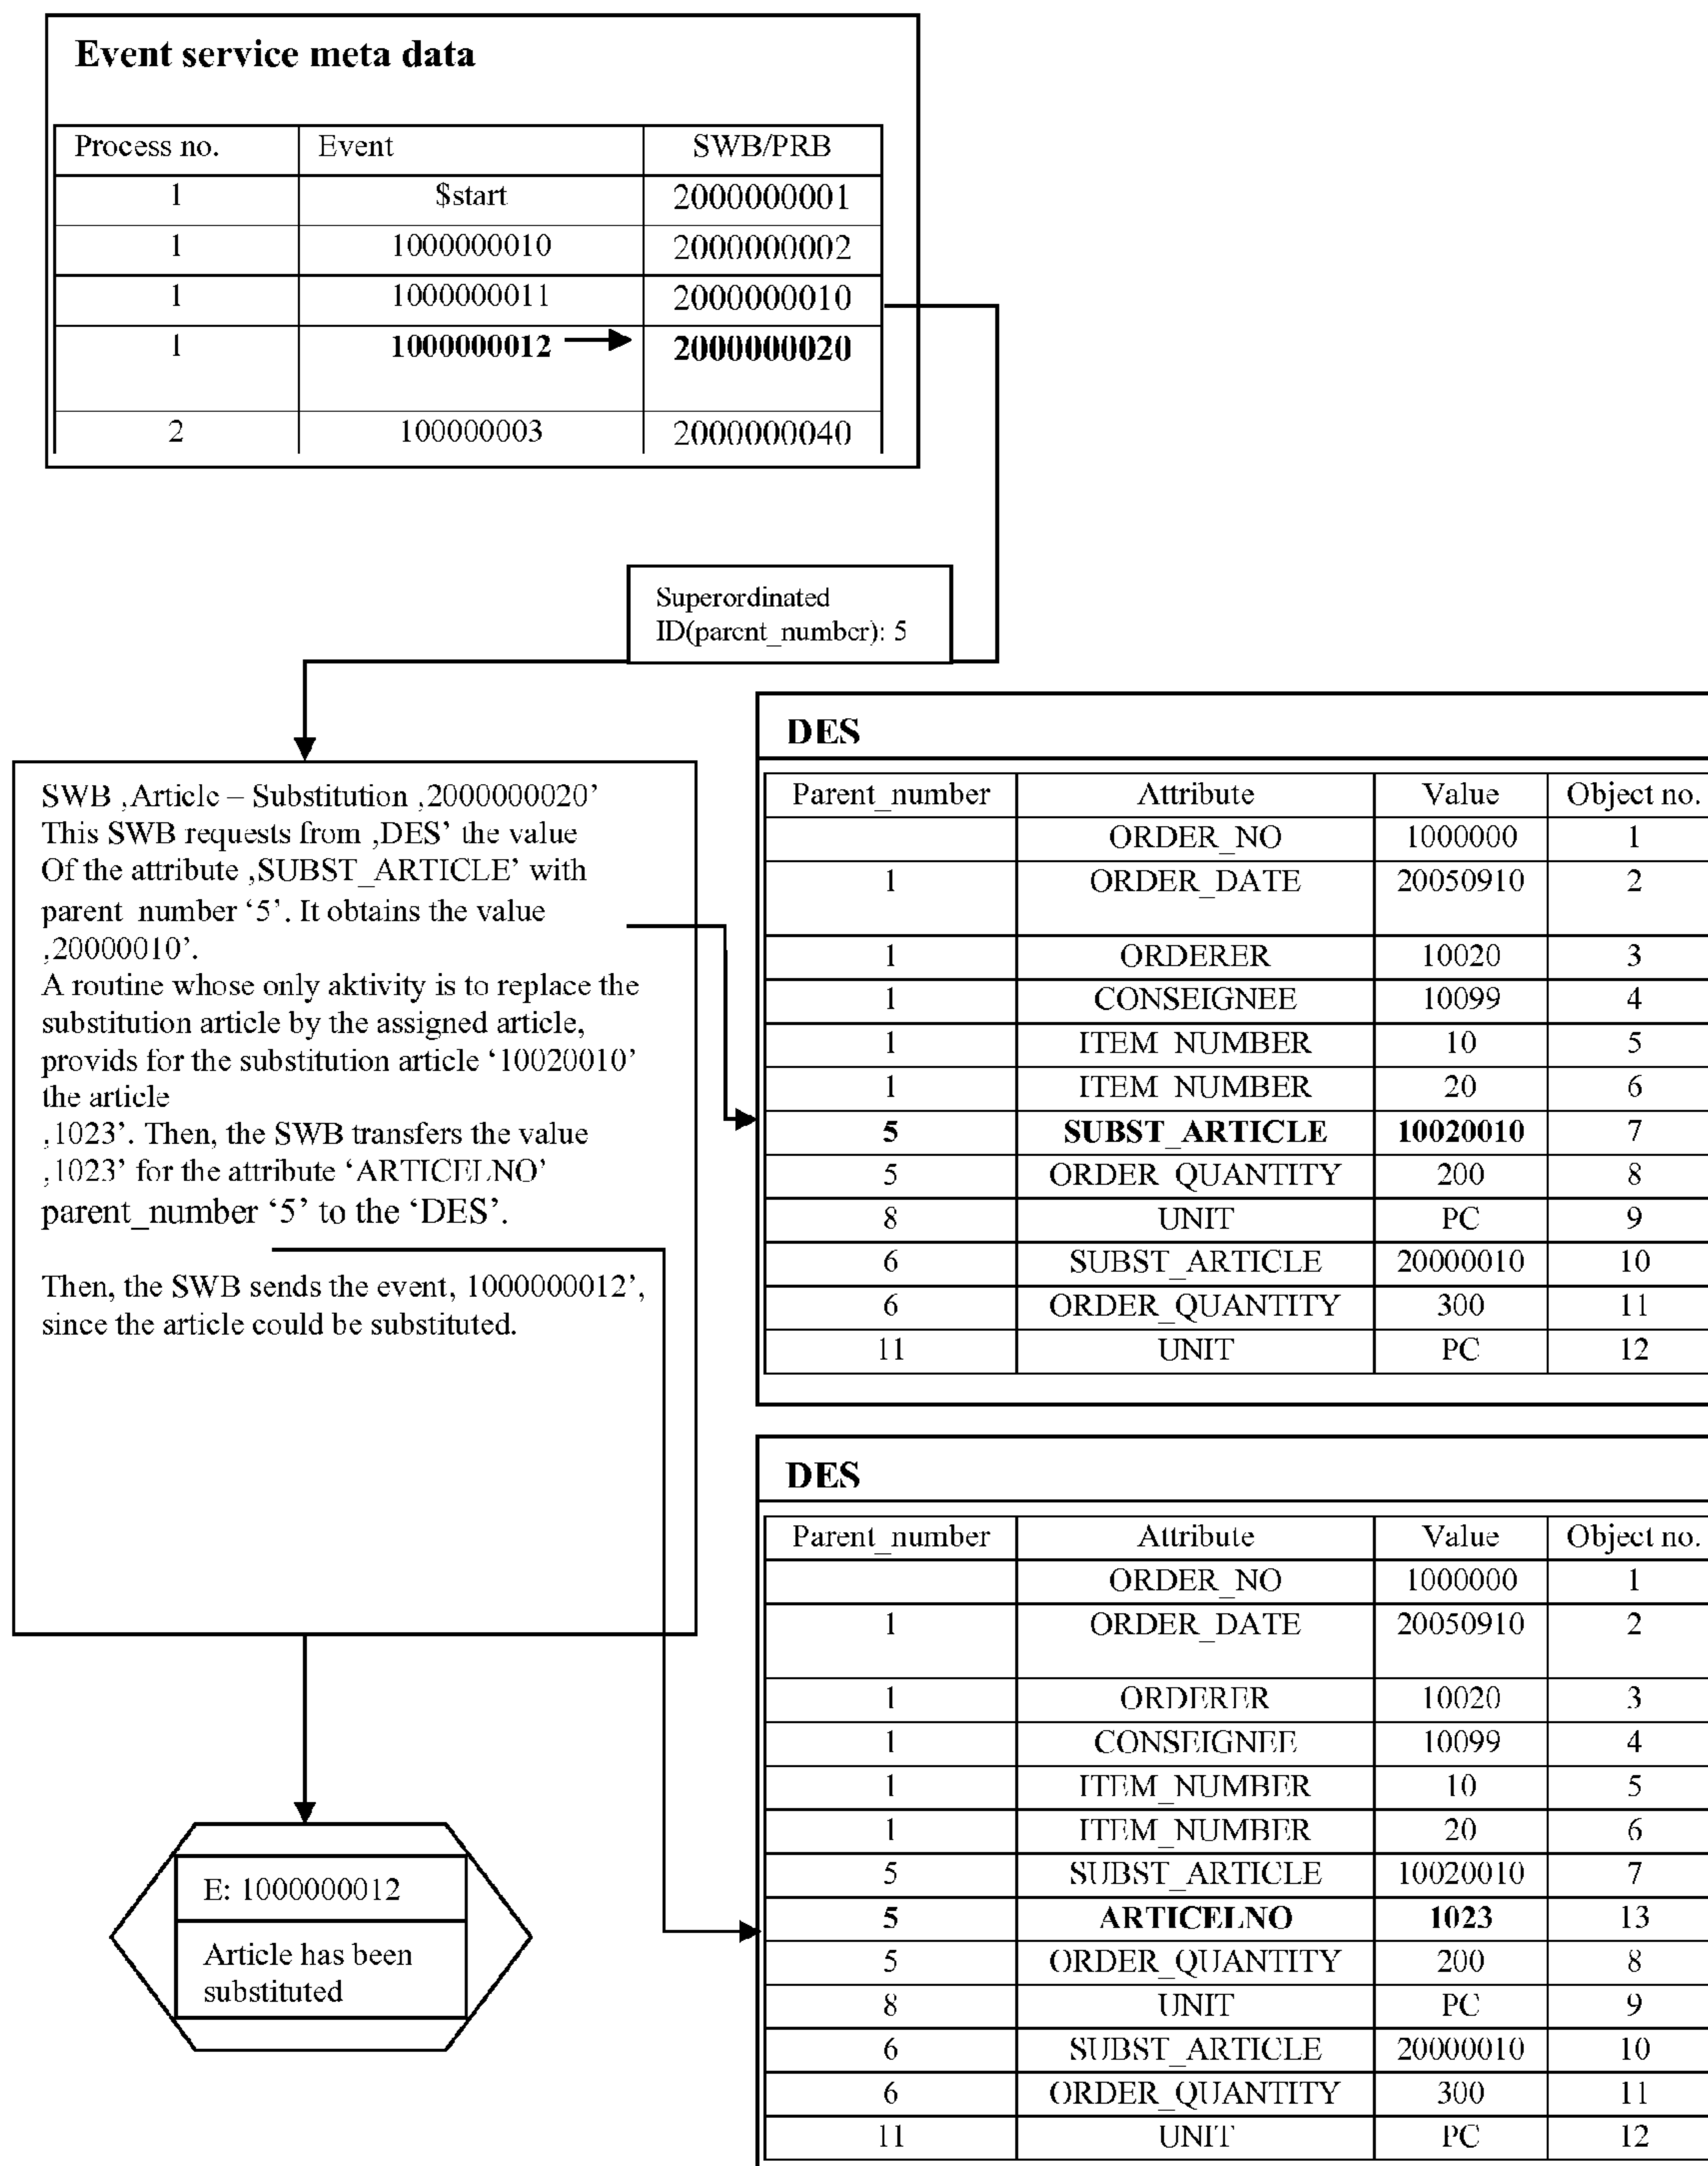 Event service meta data
Process no. Event SWB/PRB
1 $start 2000000001
1 1000000010 2000000002
1 1000000011 2000000010
1 1000000012 2000000020
2 100000003 2000000040
Superordinated
ID(parent_number): 5
SWB ‚Article – Substitution ‚2000000020’
This SWB requests from ‚DES’ the value
Of the attribute ‚SUBST_ARTICLE’ with
parent number ‘5’. It obtains the value
‚20000010’.
A routine whose only aktivity is to replace the
substitution article by the assigned article,
provids for the substitution article ‘10020010’
the article
‚1023’. Then, the SWB transfers the value
‚1023’ for the attribute ‘ARTICELNO’
parent_number ‘5’ to the ‘DES’.
Then, the SWB sends the event, 1000000012’,
since the article could be substituted.
E: 1000000012
Article has been
substituted
DES
Parent_number Attribute Value Object no.
ORDER_NO 1000000 1
1 ORDER_DATE 20050910 2
1 ORDERER 10020 3
1 CONSEIGNEE 10099 4
1 ITEM NUMBER 10 5
1 ITEM NUMBER 20 6
5 SUBST_ARTICLE 10020010 7
5 ORDER QUANTITY 200 8
8 UNIT PC 9
6 SUBST_ARTICLE 20000010 10
6 ORDER_QUANTITY 300 11
11 UNIT PC 12
DES
Parent_number Attribute Value Object no.
ORDER_NO 1000000 1
1 ORDER_DATE 20050910 2
1 ORDERER 10020 3
1 CONSEIGNEE 10099 4
1 ITEM_NUMBER 10 5
1 ITEM_NUMBER 20 6
5 SUBST_ARTICLE 10020010 7
5 ARTICELNO 1023 13
5 ORDER_QUANTITY 200 8
8 UNIT PC 9
6 SUBST_ARTICLE 20000010 10
6 ORDER_QUANTITY 300 11
11 UNIT PC 12